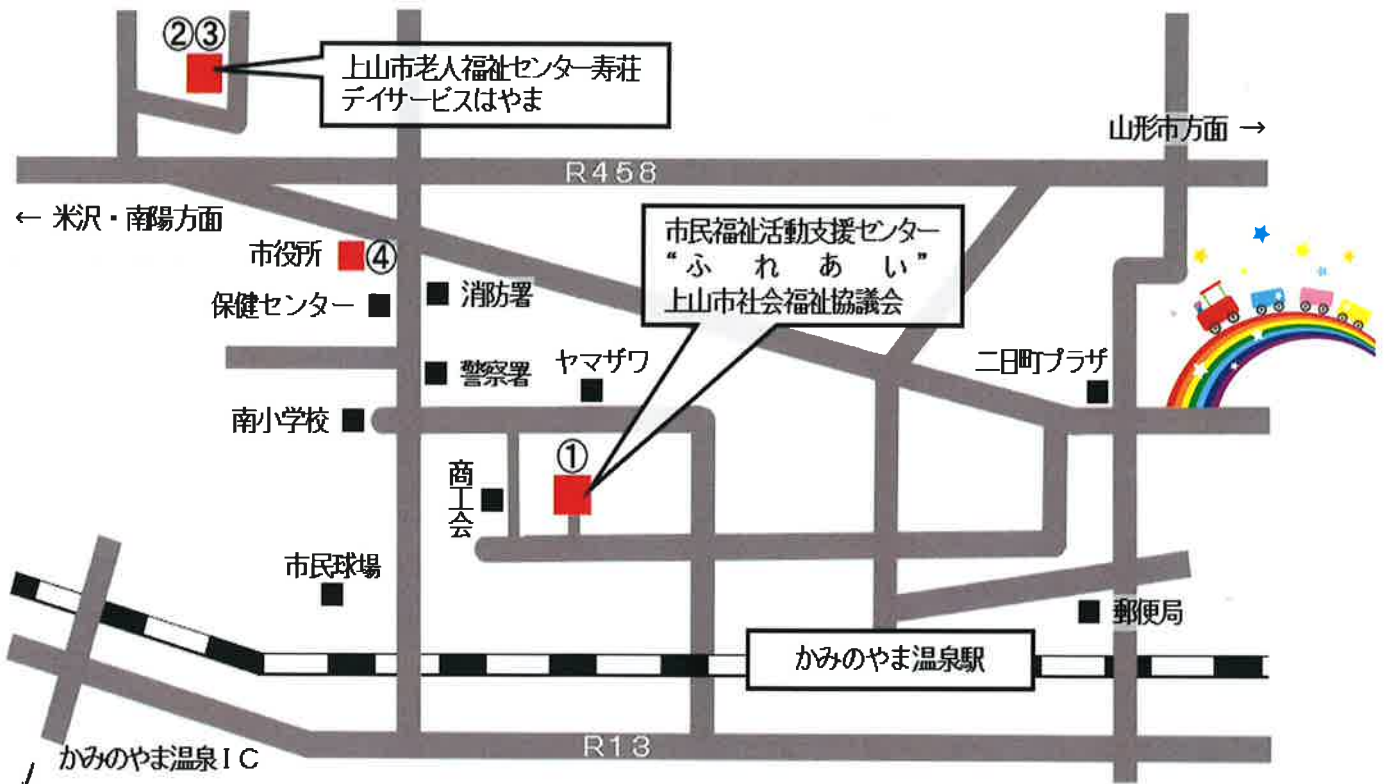 ②③
上山市老人福祉センター寿荘
デイサービスはやま
山形市方面 →
R458
← 米沢・南陽方面
市民福祉活動支援センター
“ふれあい”
上山市社会福祉協議会
市役所 ④
保健センター
消防署
警察署
ヤマザワ
二日町プラザ
南小学校
①
商工会
市民球場
郵便局
かみのやま温泉駅
R13
かみのやま温泉IC